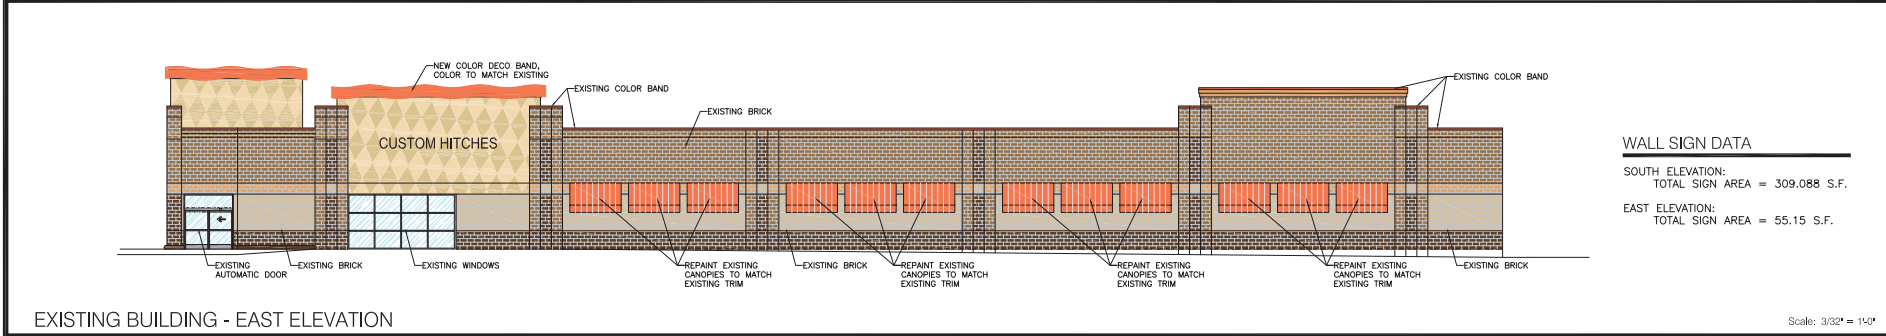 NEW COLOR DECO BAND,
COLOR TO MATCH EXISTING
EXISTING COLOR BAND
EXISTING BRICK
EXISTING COLOR BAND
CUSTOM HITCHES
WALL SIGN DATA
SOUTH ELEVATION:
TOTAL SIGN AREA = 309.088 S.F.
EAST ELEVATION:
TOTAL SIGN AREA = 55.15 S.F.
EXISTING
AUTOMATIC DOOR
EXISTING BRICK
EXISTING WINDOWS
REPAINT EXISTING
CANOPIES TO MATCH
EXISTING TRIM
EXISTING BRICK
REPAINT EXISTING
CANOPIES TO MATCH
EXISTING TRIM
REPAINT EXISTING
CANOPIES TO MATCH
EXISTING TRIM
REPAINT EXISTING
CANOPIES TO MATCH
EXISTING TRIM
EXISTING BRICK
EXISTING BUILDING - EAST ELEVATION
Scale: 3/32" = 1'-0"